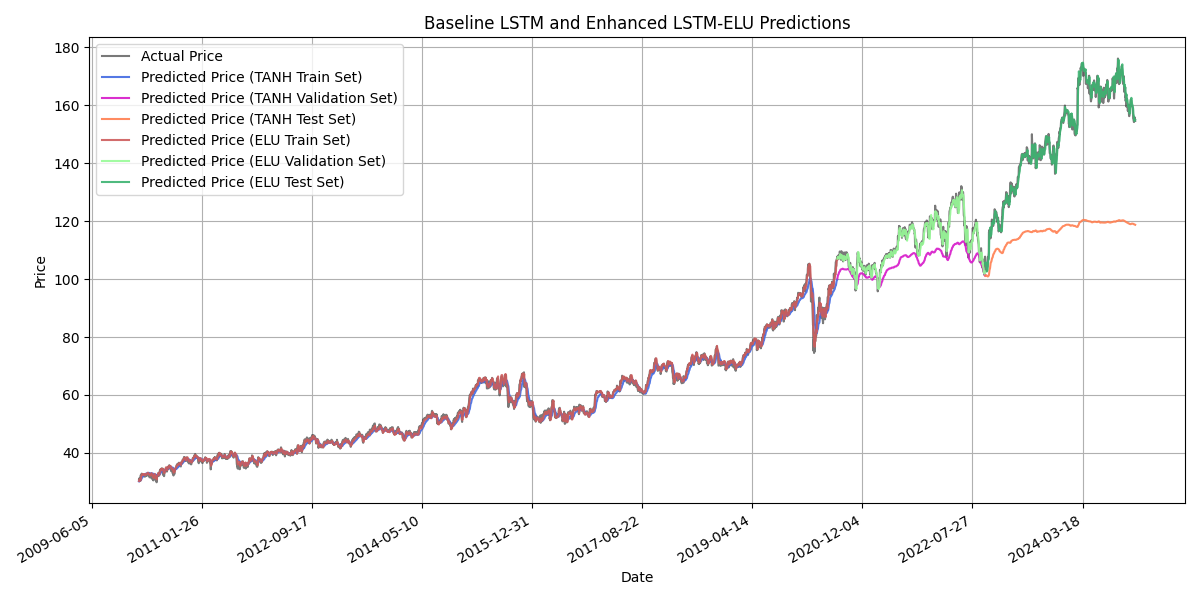 Baseline LSTM and Enhanced LSTM-ELU Predictions
Actual Price
Predicted Price (TANH Train Set)
Predicted Price (TANH Validation Set)
Predicted Price (TANH Test Set)
Predicted Price (ELU Train Set)
Predicted Price (ELU Validation Set)
Predicted Price (ELU Test Set)
Price
180
160
140
120
100
80
60
40
2009-06-05
2011-01-26
2012-09-17
2014-05-10
2015-12-31
2017-08-22
2019-04-14
2020-12-04
2022-07-27
2024-03-18
Date